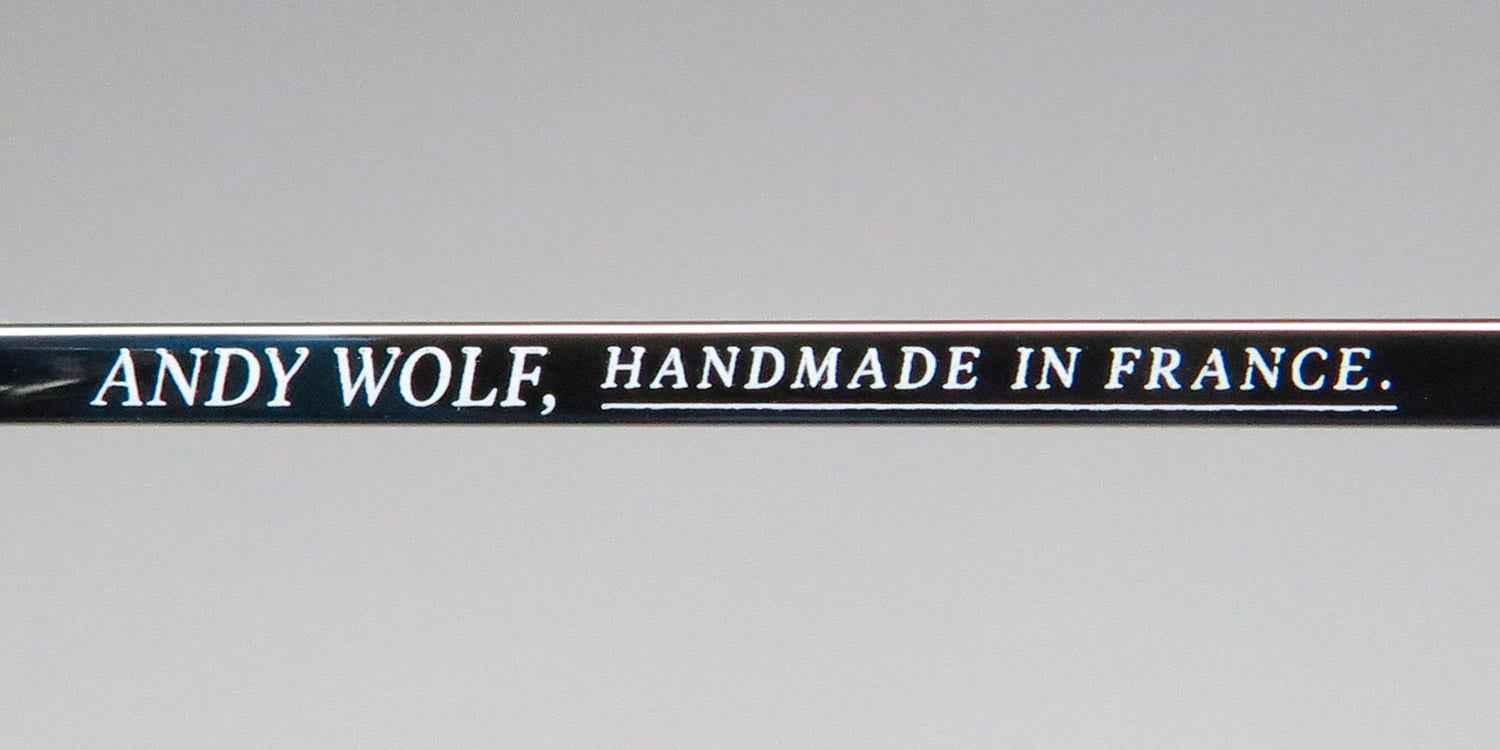 ANDY WOLF, HANDMADE IN FRANCE.